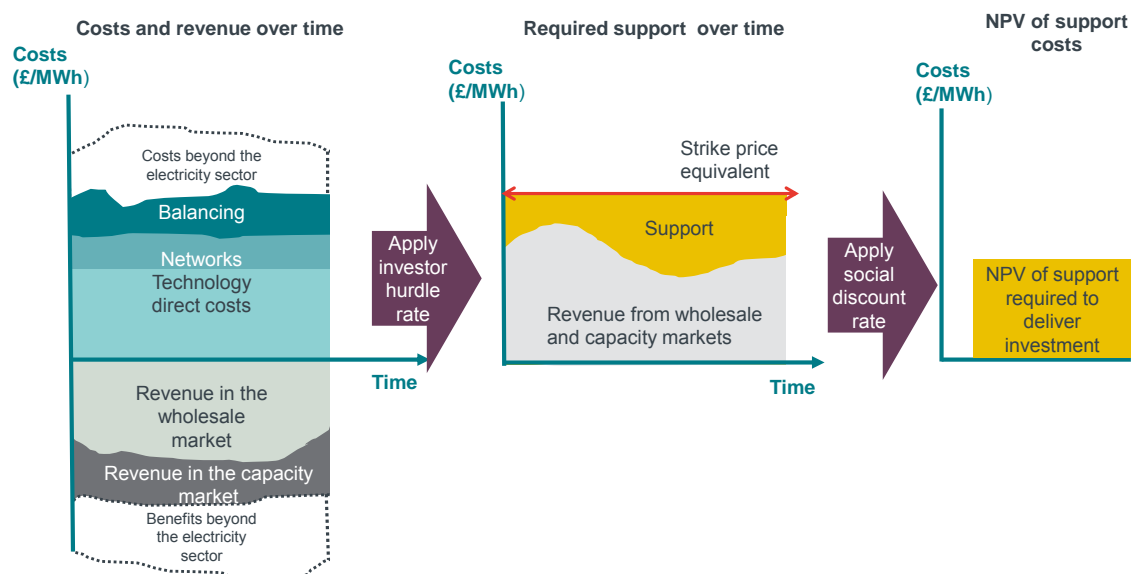 Costs and revenue over time
Costs
(£/MWh)
Costs beyond the
electricity sector
Balancing
Networks
Technology
direct costs
Time
Revenue in the
wholesale
market
Revenue in the capacity
market
Benefits beyond
the electricity
sector
Apply
investor
hurdle
rate
Required support over time
Costs
(£/MWh)
Strike price
equivalent
Support
Revenue from wholesale
and capacity markets
Time
Apply
social
discount
rate
NPV of support
costs
Costs
(£/MWh)
NPV of support
required to
deliver
investment